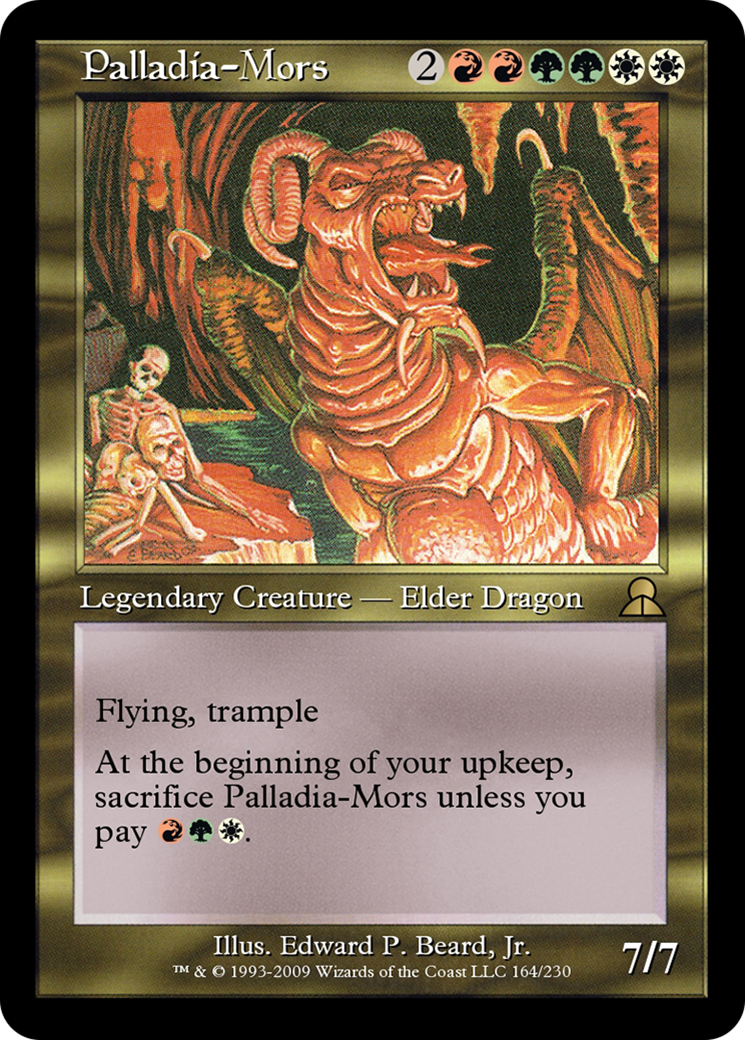 Palladia-Mors 2
Legendary Creature — Elder Dragon
Flying, trample
At the beginning of your upkeep,
sacrifice Palladia-Mors unless you
pay .
Illus. Edward P. Beard, Jr.
™ & © 1993-2009 Wizards of the Coast LLC 164/230
7/7